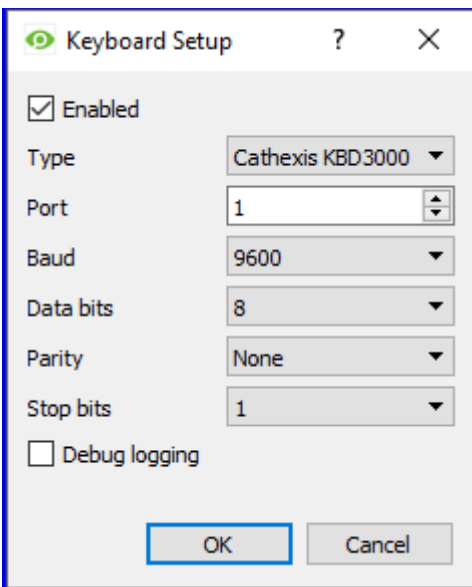 Keyboard Setup ?
Enabled
Type Cathexis KBD3000
Port 1
Baud 9600
Data bits 8
Parity None
Stop bits 1
Debug logging
OK Cancel